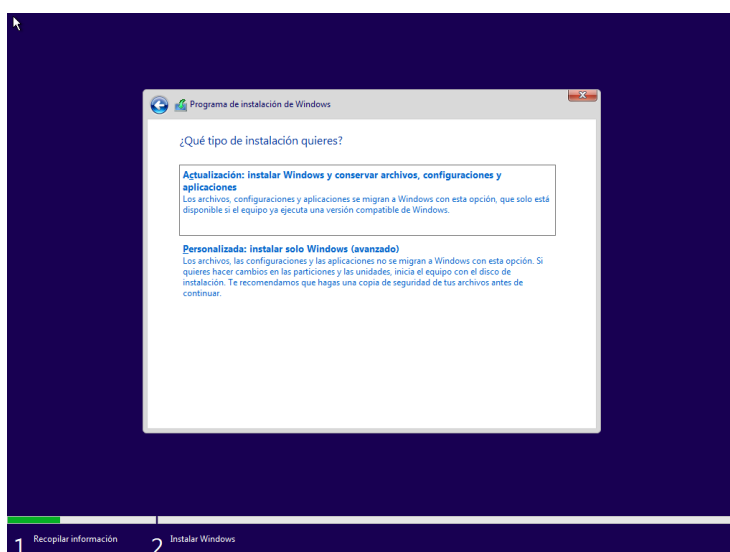 Programa de instalación de Windows
¿Qué tipo de instalación quieres?
Actualización: instalar Windows y conservar archivos, configuraciones y
aplicaciones
Los archivos, configuraciones y aplicaciones se migran a Windows con esta opción, que solo está
disponible si el equipo ya ejecuta una versión compatible de Windows.
Personalizada: instalar solo Windows (avanzado)
Los archivos, las configuraciones y las aplicaciones no se migran a Windows con esta opción. Si
quieres hacer cambios en las particiones y las unidades, inicia el equipo con el disco de
instalación. Te recomendamos que hagas una copia de seguridad de tus archivos antes de
continuar.
1 Recopilar información
2 Instalar Windows